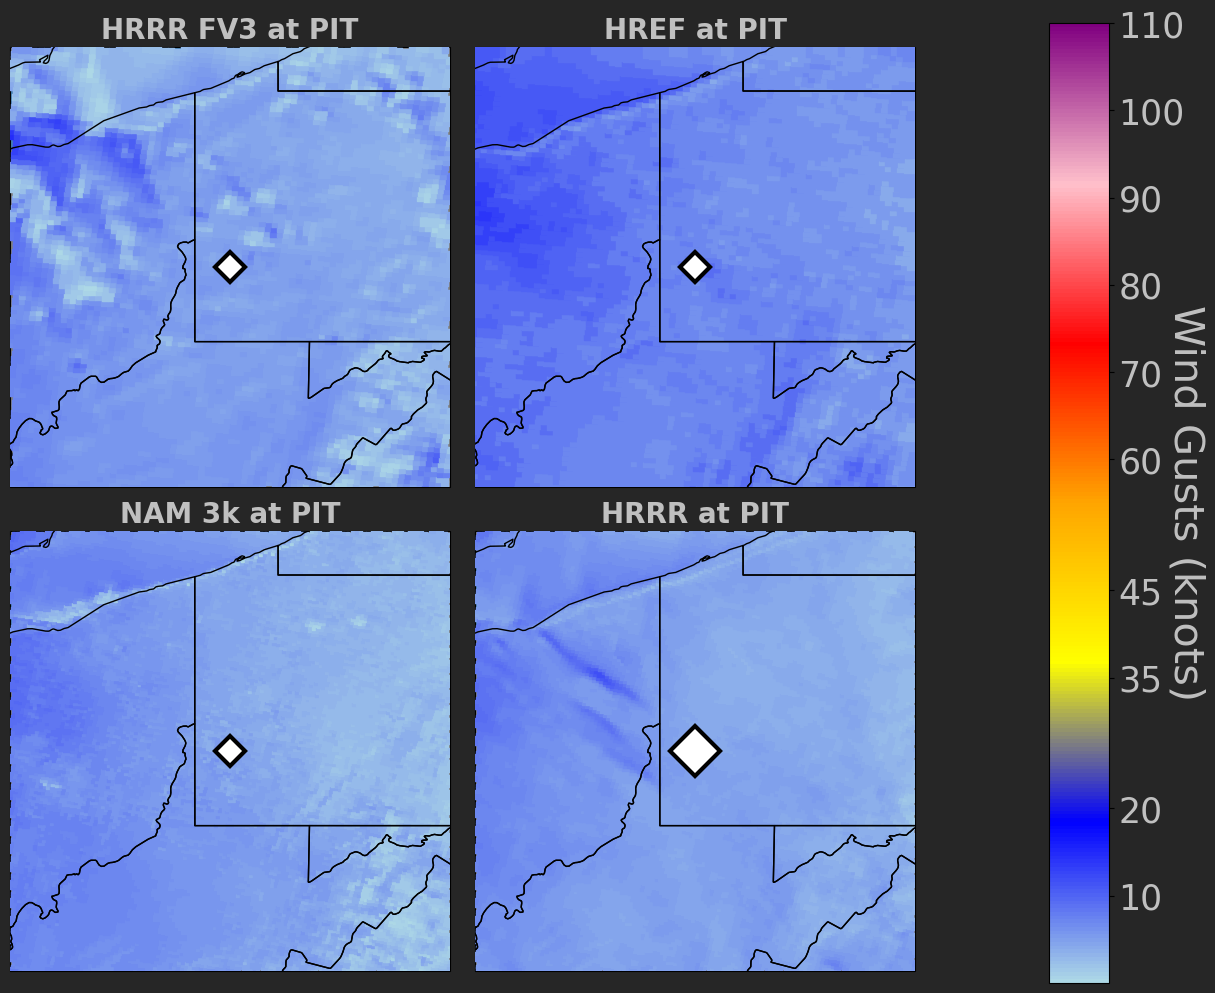 HRRR FV3 at PIT
HREF at PIT
NAM 3k at PIT
HRRR at PIT
110
100
90
80
70
60
45
35
20
10
Wind Gusts (knots)